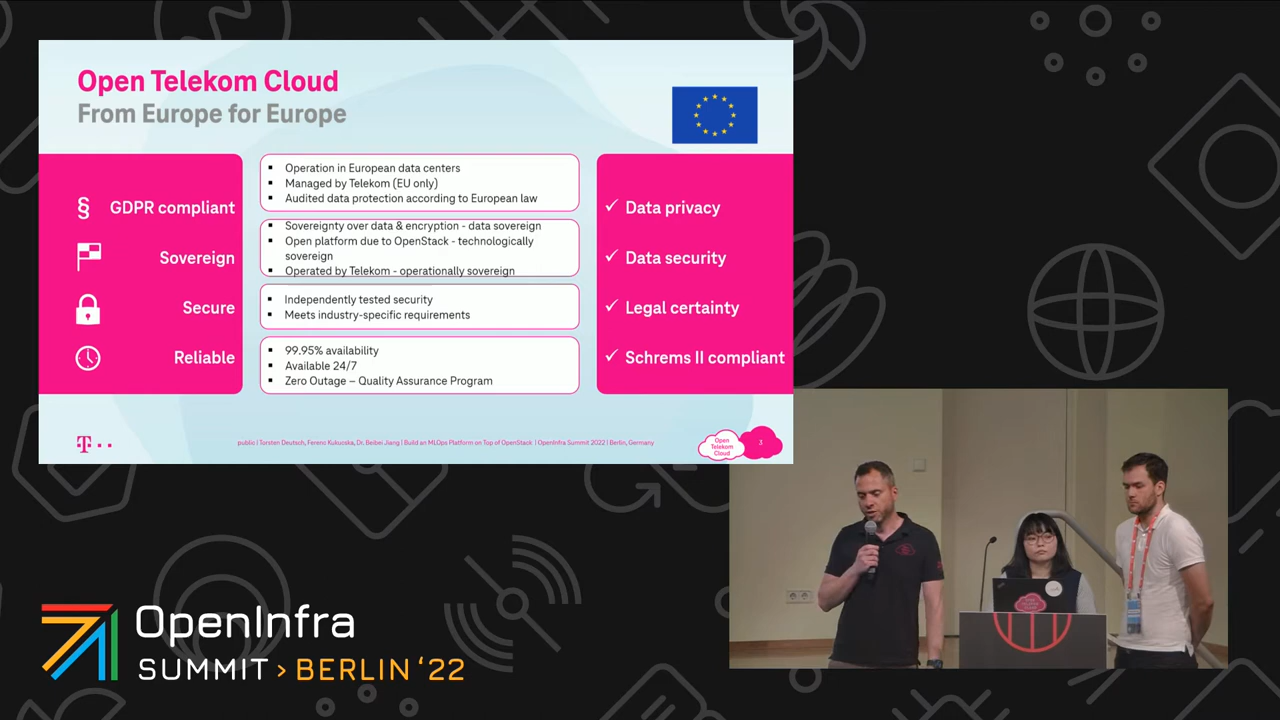 Open Telekom Cloud
From Europe for Europe
§ GDPR compliant
Sovereign
Secure
Reliable
▪ Operation in European data centers
▪ Managed by Telekom (EU only)
▪ Audited data protection according to European law
▪ Sovereignty over data & encryption - data sovereign
▪ Open platform due to OpenStack - technologically
sovereign
▪ Operated by Telekom - operationally sovereign
▪ Independently tested security
▪ Meets industry-specific requirements
▪ 99.95% availability
▪ Available 24/7
▪ Zero Outage – Quality Assurance Program
✓ Data privacy
✓ Data security
✓ Legal certainty
✓ Schrems II compliant
T
public | Torsten Deutsch, Ferenc Kukucska, Dr. Beibei Jiang | Build an MLOps Platform on Top of OpenStack | OpenInfra Summit 2022 | Berlin, Germany
Open
Telekom
Cloud
3
OpenInfra
SUMMIT > BERLIN ‘22